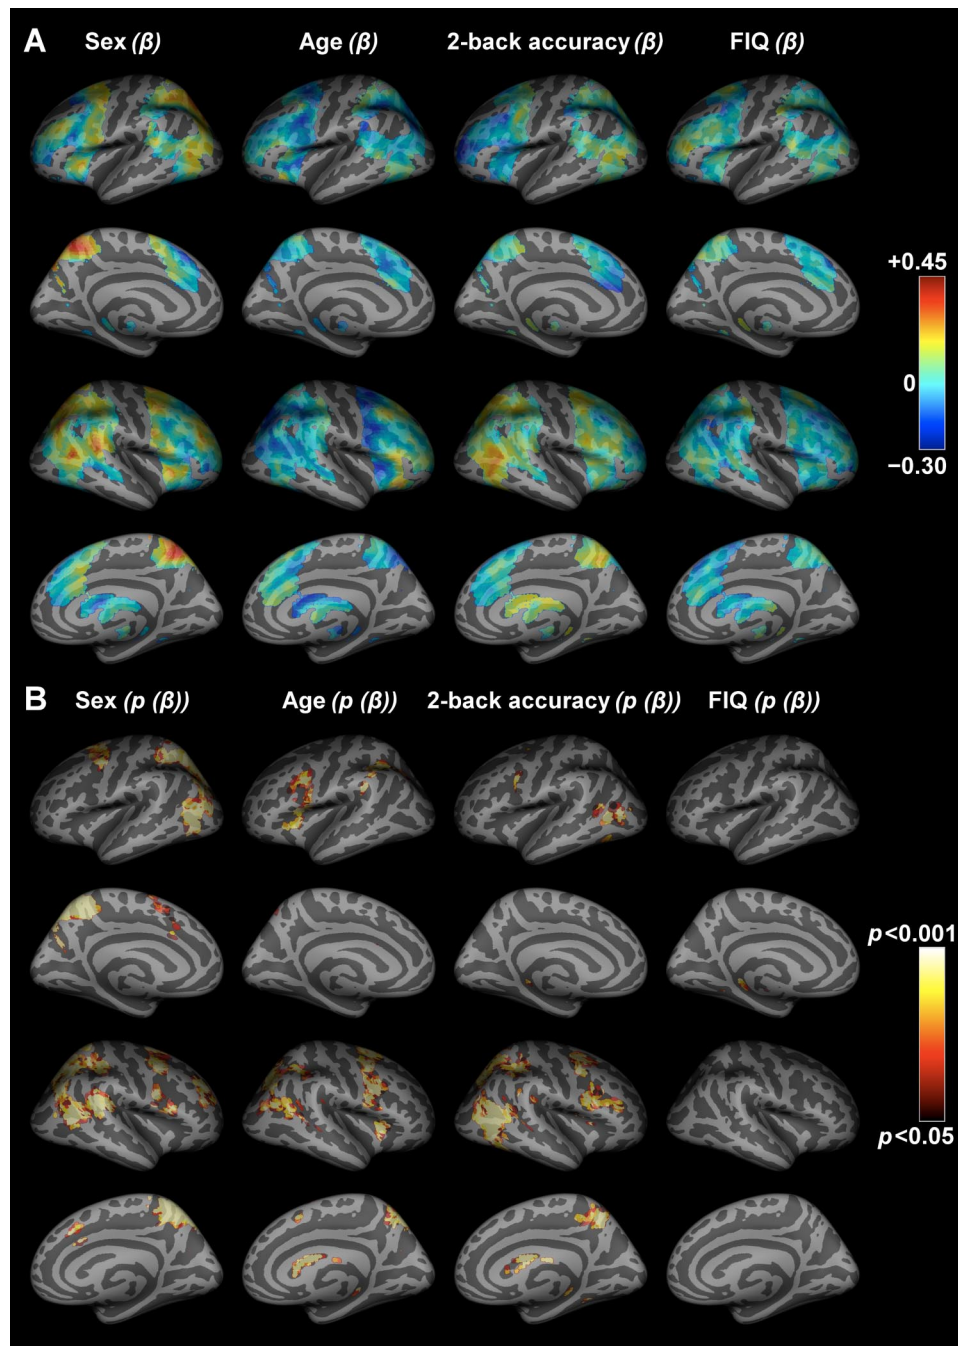 A Sex (β) Age (β) 2-back accuracy (β) FIQ (β)
+0.45
0
−0.30
B Sex (p (β)) Age (p (β)) 2-back accuracy (p (β)) FIQ (p (β))
p<0.001
p<0.05